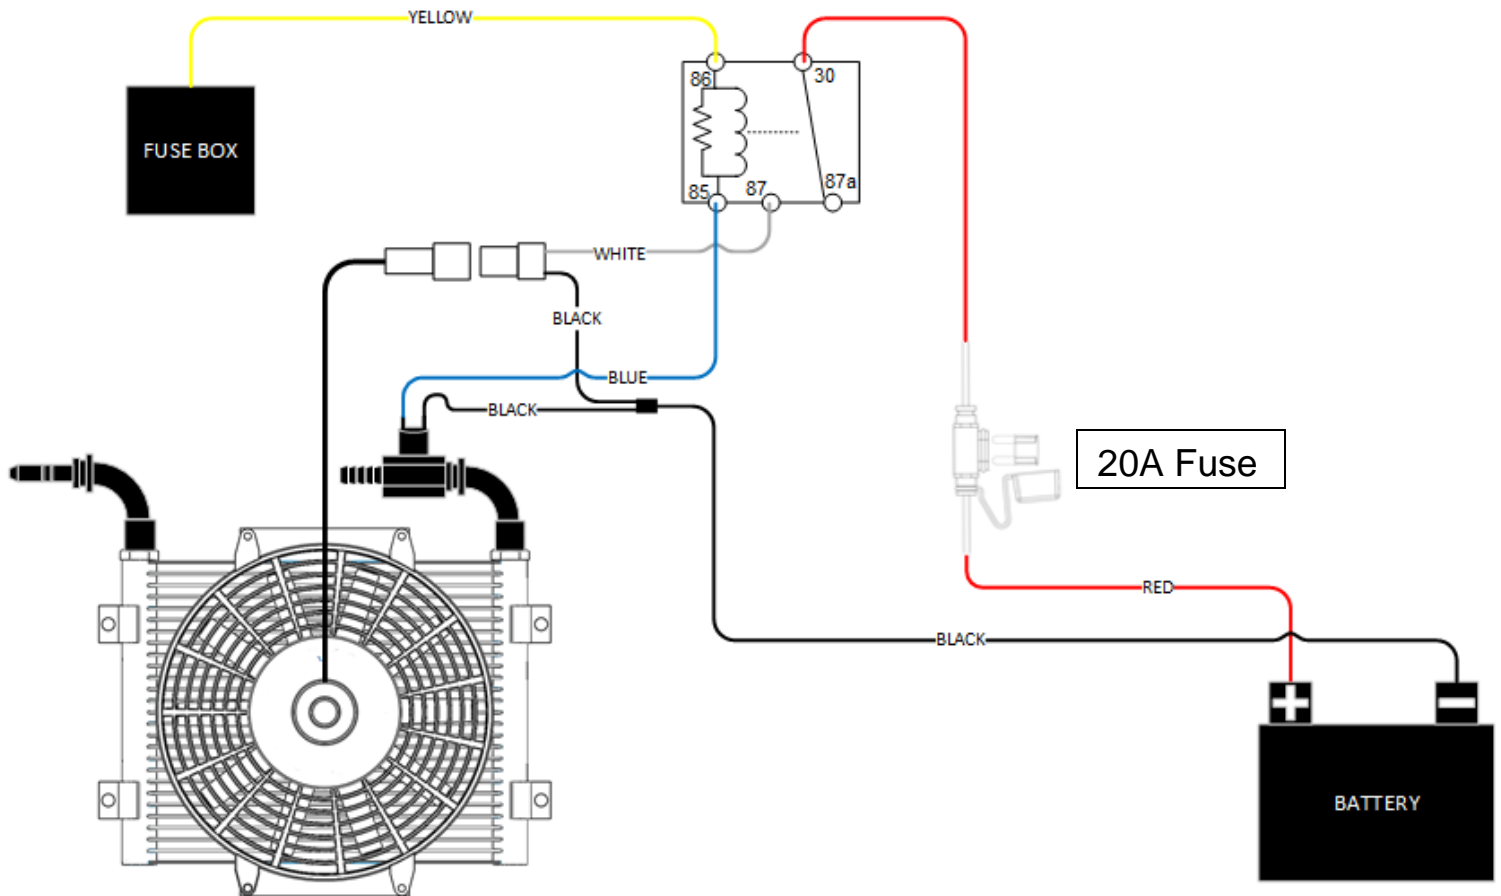 YELLOW
86
30
FUSE BOX
85
87
87a
WHITE
BLACK
BLUE
BLACK
20A Fuse
RED
BLACK
BATTERY